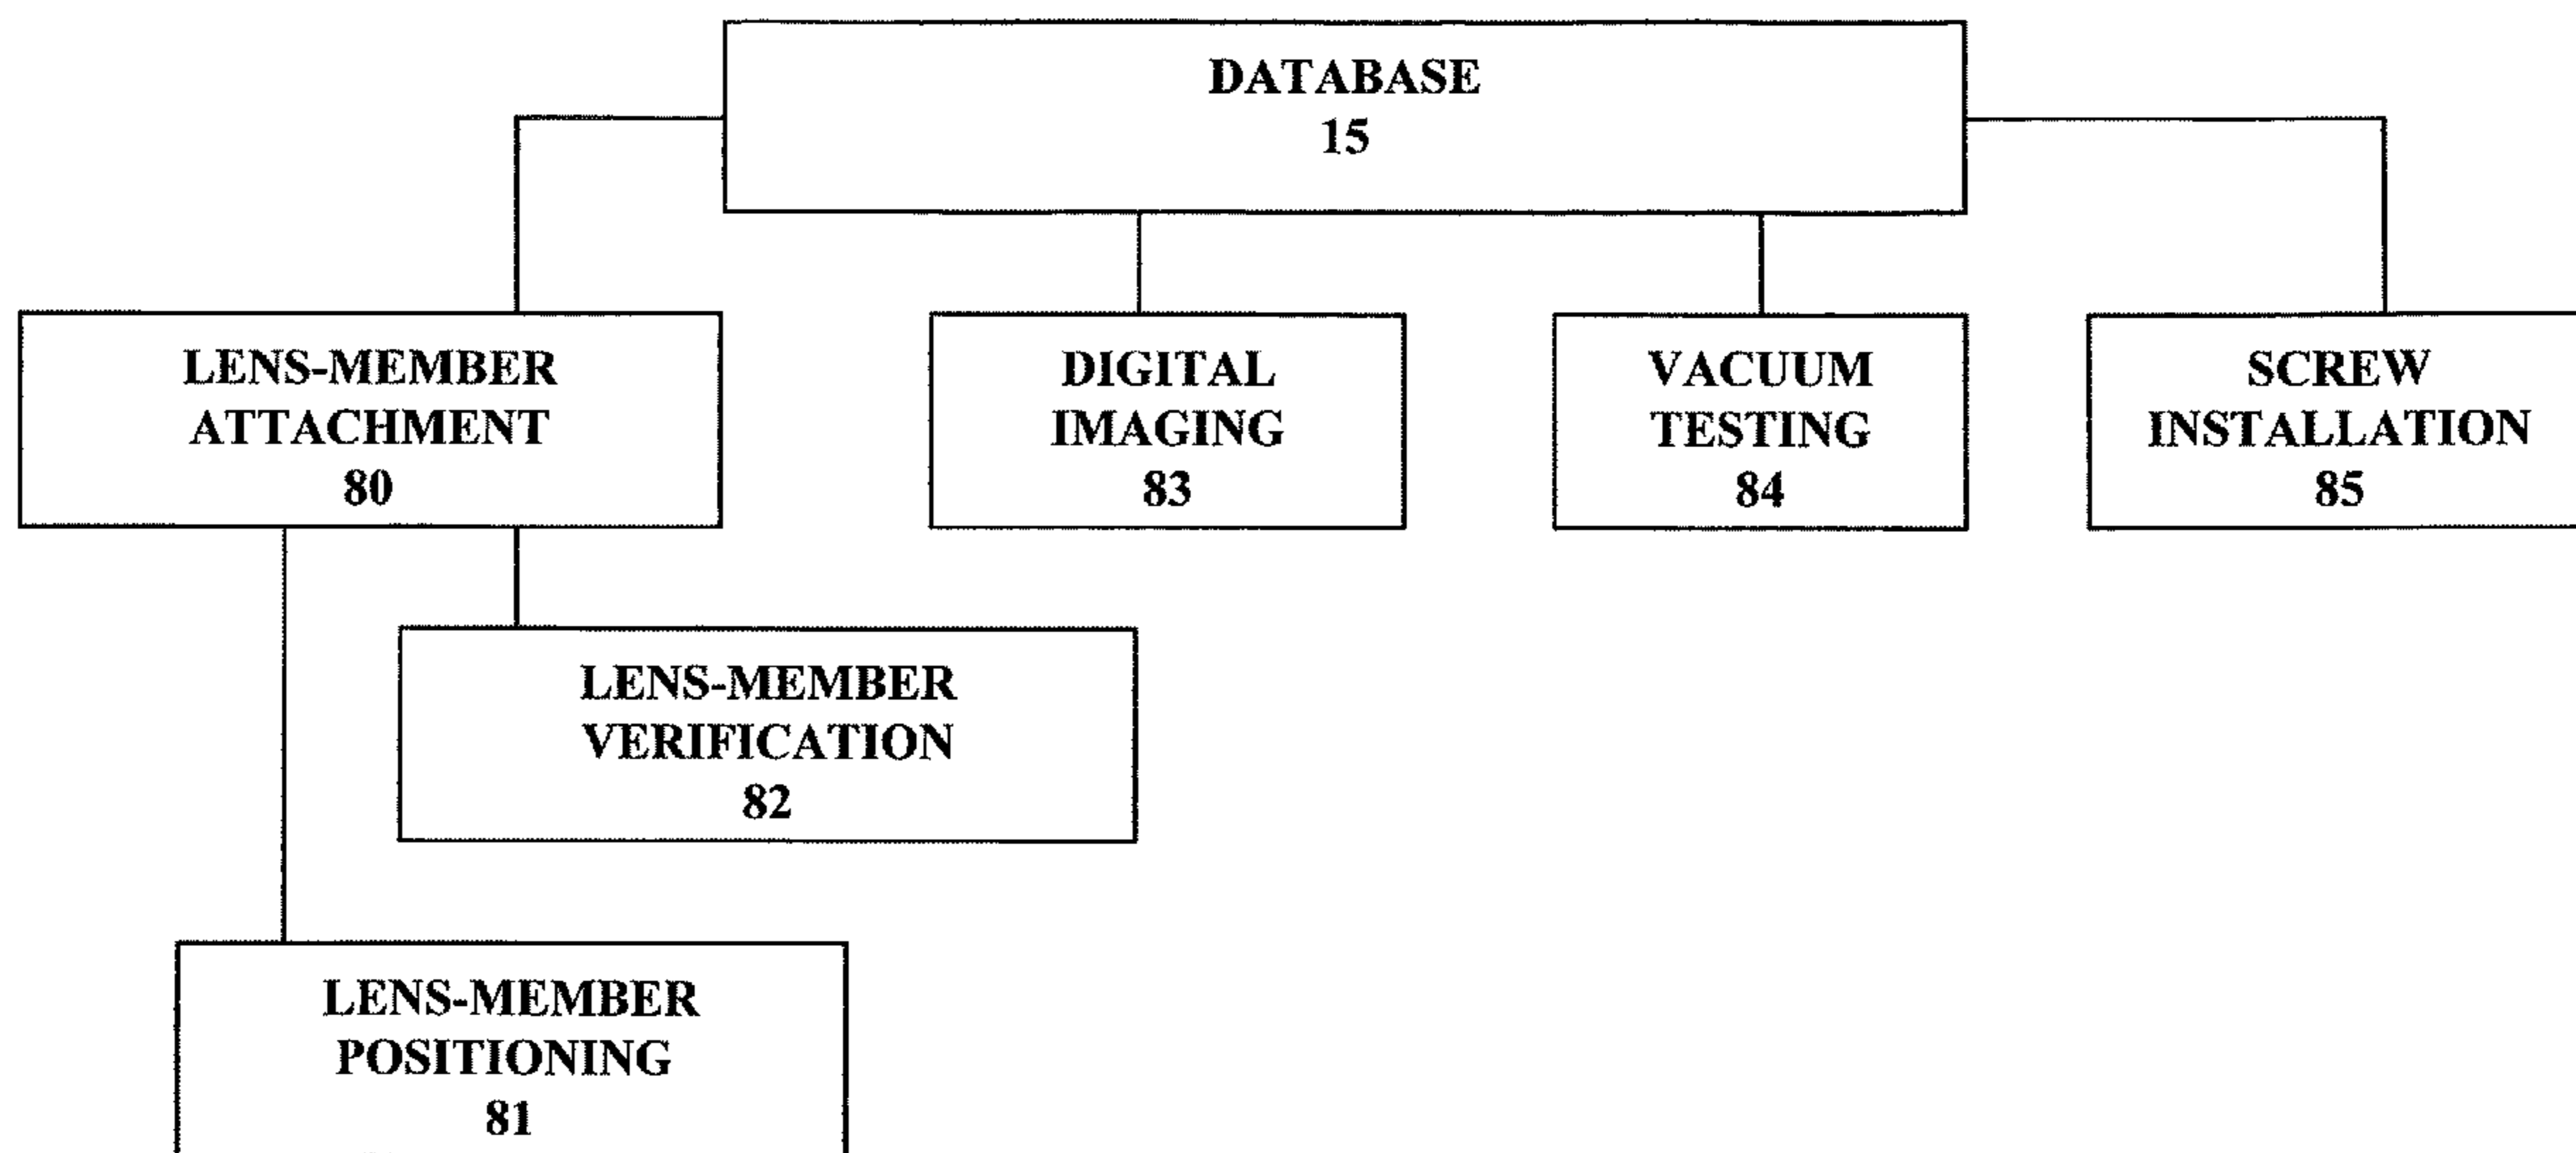 DATABASE
15
LENS-MEMBER
ATTACHMENT
80
DIGITAL
IMAGING
83
VACUUM
TESTING
84
SCREW
INSTALLATION
85
LENS-MEMBER
VERIFICATION
82
LENS-MEMBER
POSITIONING
81